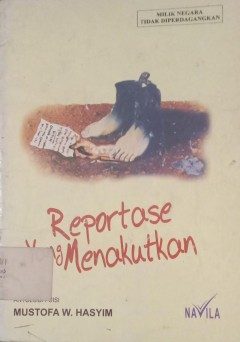 MILIK NEGARA
TIDAK DIPERDAGANGKAN
Reportase
Yang Menakutkan
MUSTOFA W. HASYIM
NAVILA